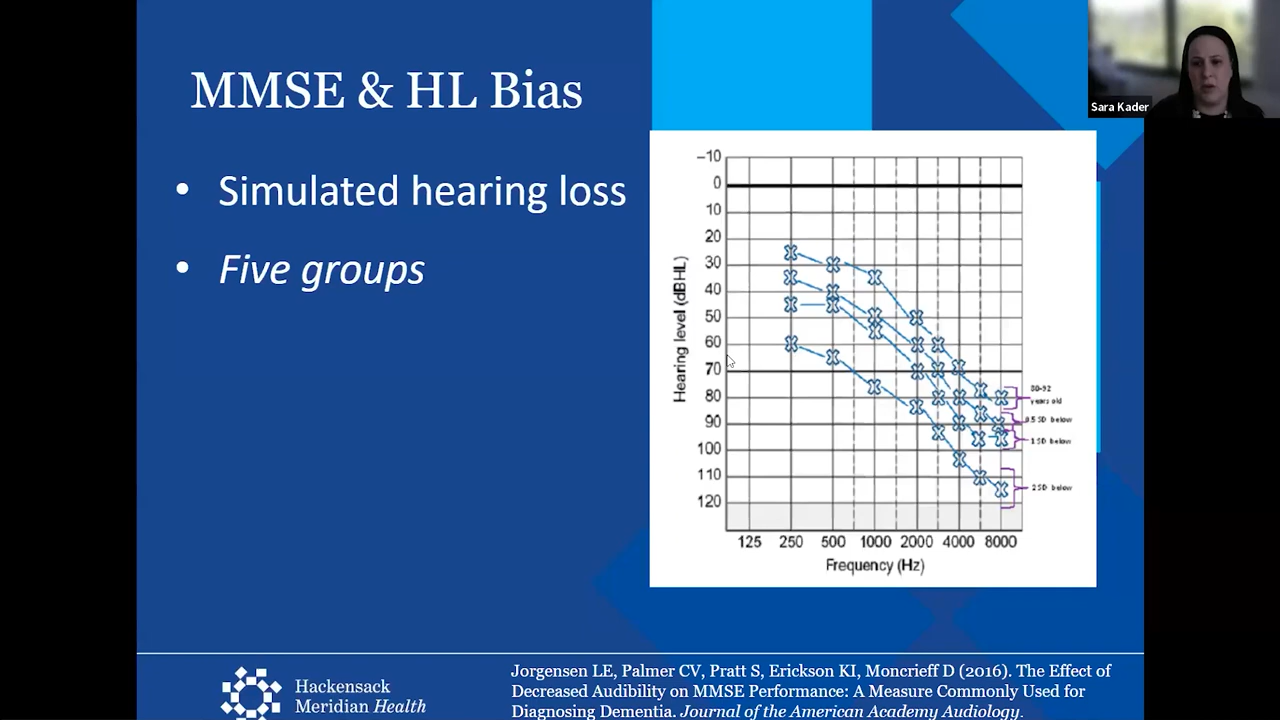 MMSE & HL Bias
Sara Kader
• Simulated hearing loss
• Five groups
Hearing level (dBHL)
–10
0
10
20
30
40
50
60
70
80
90
100
110
120
80-92
years old
0.5 SD below
1 SD below
2 SD below
125 250 500 1000 2000 4000 8000
Frequency (Hz)
Hackensack
Meridian Health
Jorgensen LE, Palmer CV, Pratt S, Erickson KI, Moncrieff D (2016). The Effect of
Decreased Audibility on MMSE Performance: A Measure Commonly Used for
Diagnosing Dementia. Journal of the American Academy Audiology.